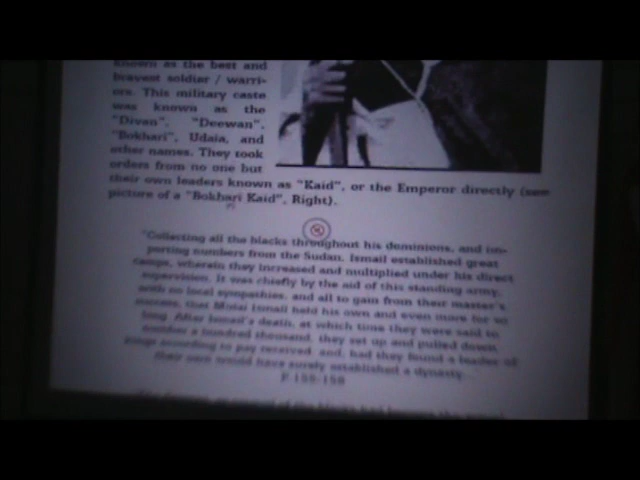 known as the best and
bravest soldier / warri-
ors. This military caste
was known as the
"Divan", "Deewan",
"Bokhari", Udaia, and
other names. They took
orders from no one but
their own leaders known as "Kaid", or the Emperor directly (see
picture of a "Bokhari Kaid", Right).
"Collecting all the blacks throughout his dominions, and im-
porting numbers from the Sudan, Ismail established great
camps, wherein they increased and multiplied under his direct
supervision. It was chiefly by the aid of this standing army,
with no local sympathies, and all to gain from their master's
success, that Mulai Ismail held his own and even more for so
long. After Ismail's death, at which time they were said to
number a hundred thousand, they set up and pulled down
kings according to pay received and, had they found a leader of
their own would have surely established a dynasty...
P 155-158